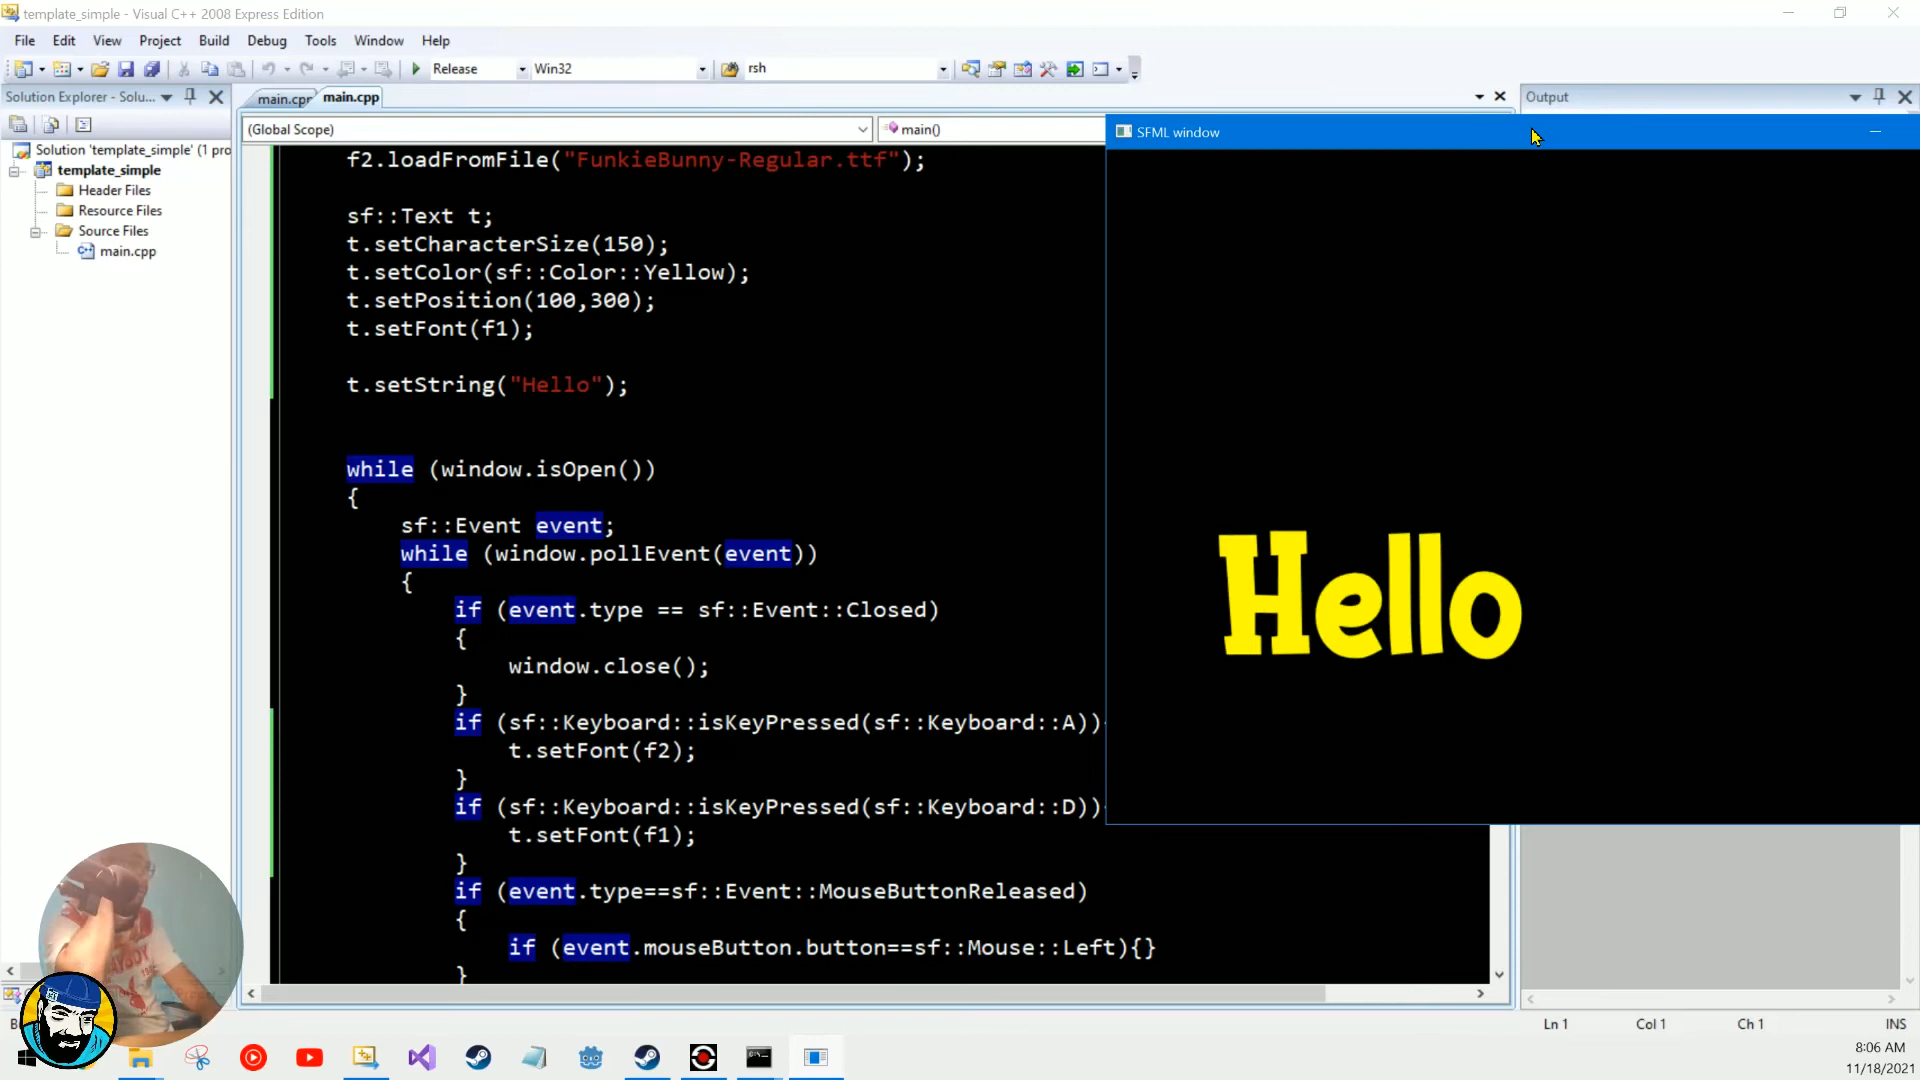 template_simple - Visual C++ 2008 Express Edition
File Edit View Project Build Debug Tools Window Help
Release Win32 rsh
Solution Explorer - Solu...
main.cpp main.cpp
Output
(Global Scope) main()
SFML window
Solution 'template_simple' (1 pro
template_simple
Header Files
Resource Files
Source Files
main.cpp
f2.loadFromFile("FunkieBunny-Regular.ttf");
sf::Text t;
t.setCharacterSize(150);
t.setColor(sf::Color::Yellow);
t.setPosition(100,300);
t.setFont(f1);
t.setString("Hello");
while (window.isOpen())
{
sf::Event event;
while (window.pollEvent(event))
{
if (event.type == sf::Event::Closed)
{
window.close();
}
if (sf::Keyboard::isKeyPressed(sf::Keyboard::A))
t.setFont(f2);
}
if (sf::Keyboard::isKeyPressed(sf::Keyboard::D))
t.setFont(f1);
}
if (event.type==sf::Event::MouseButtonReleased)
{
if (event.mouseButton.button==sf::Mouse::Left){}
}
Hello
Ln 1 Col 1 Ch 1 INS
8:06 AM
11/18/2021